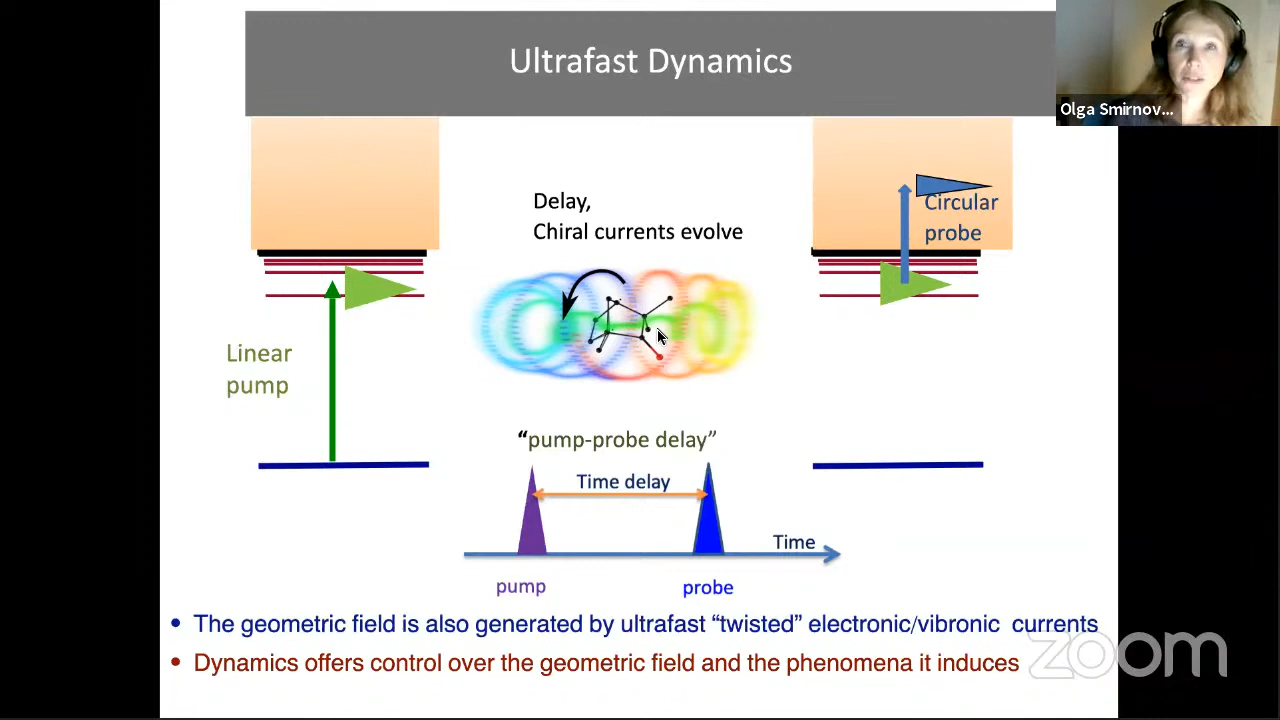 Ultrafast Dynamics
Olga Smirnov...
Delay,
Chiral currents evolve
Circular
probe
Linear
pump
“pump-probe delay”
Time delay
Time
pump
probe
• The geometric field is also generated by ultrafast “twisted” electronic/vibronic currents
• Dynamics offers control over the geometric field and the phenomena it induces
zoom